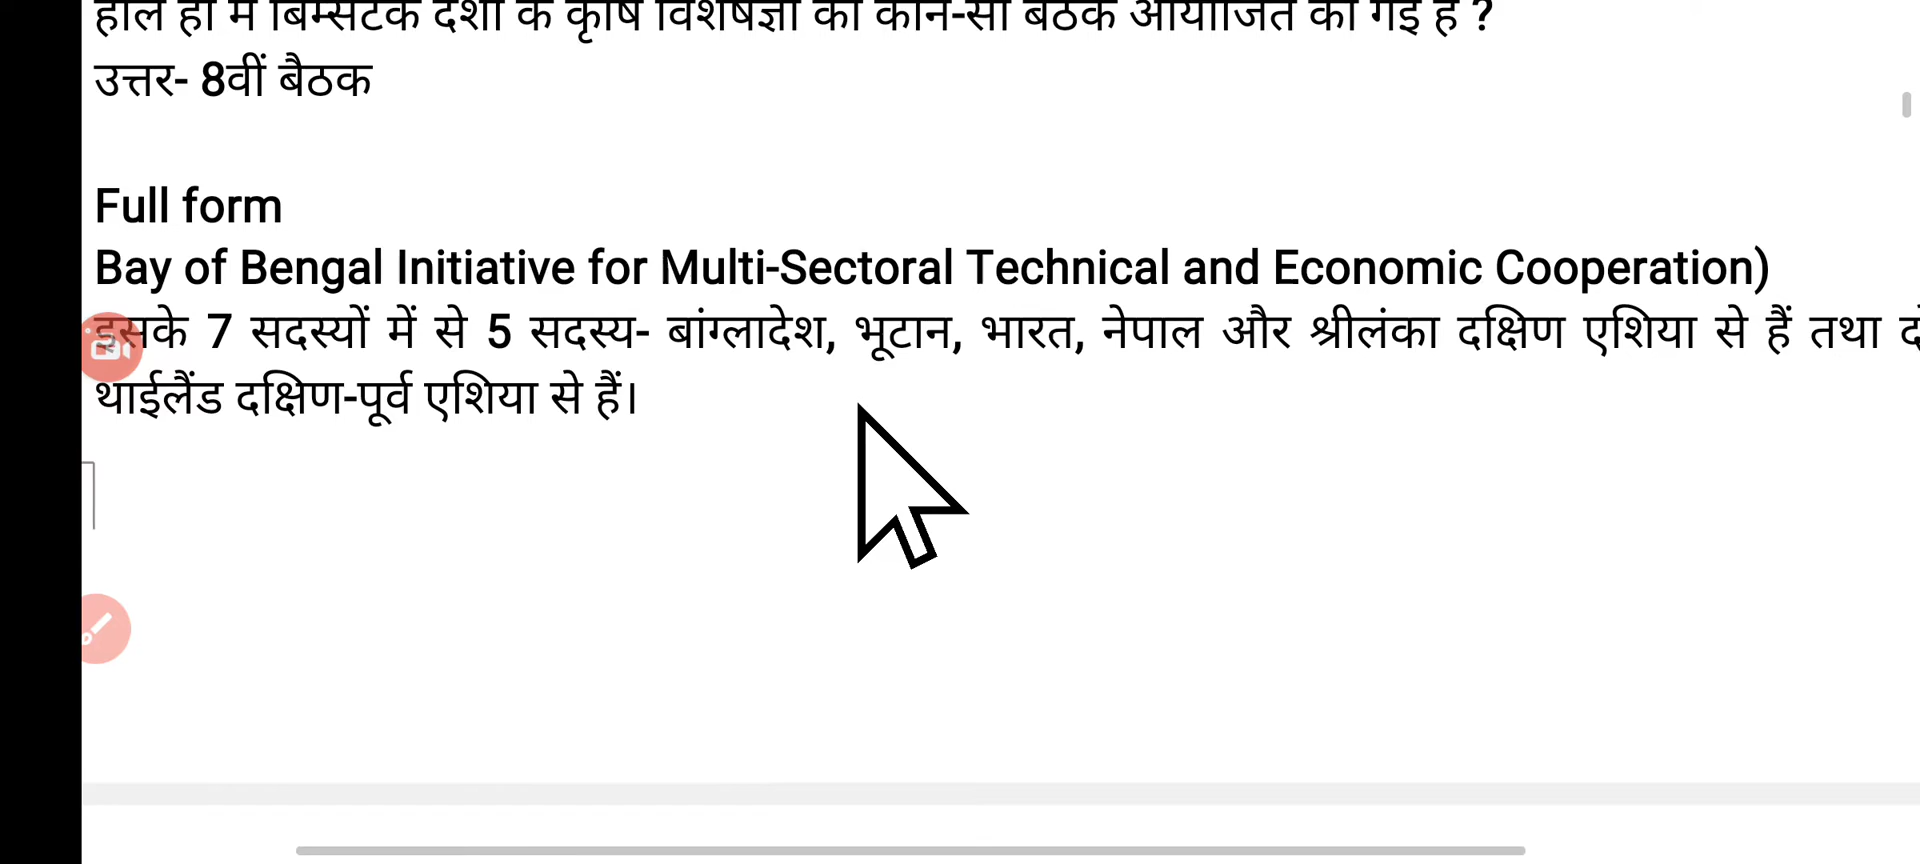 हाल ही में बिम्सटेक देशों के कृषि विशेषज्ञों की कौन-सी बैठक आयोजित की गई है ?
उत्तर- 8वीं बैठक
Full form
Bay of Bengal Initiative for Multi-Sectoral Technical and Economic Cooperation)
इसके 7 सदस्यों में से 5 सदस्य- बांग्लादेश, भूटान, भारत, नेपाल और श्रीलंका दक्षिण एशिया से हैं तथा
थाईलैंड दक्षिण-पूर्व एशिया से हैं।